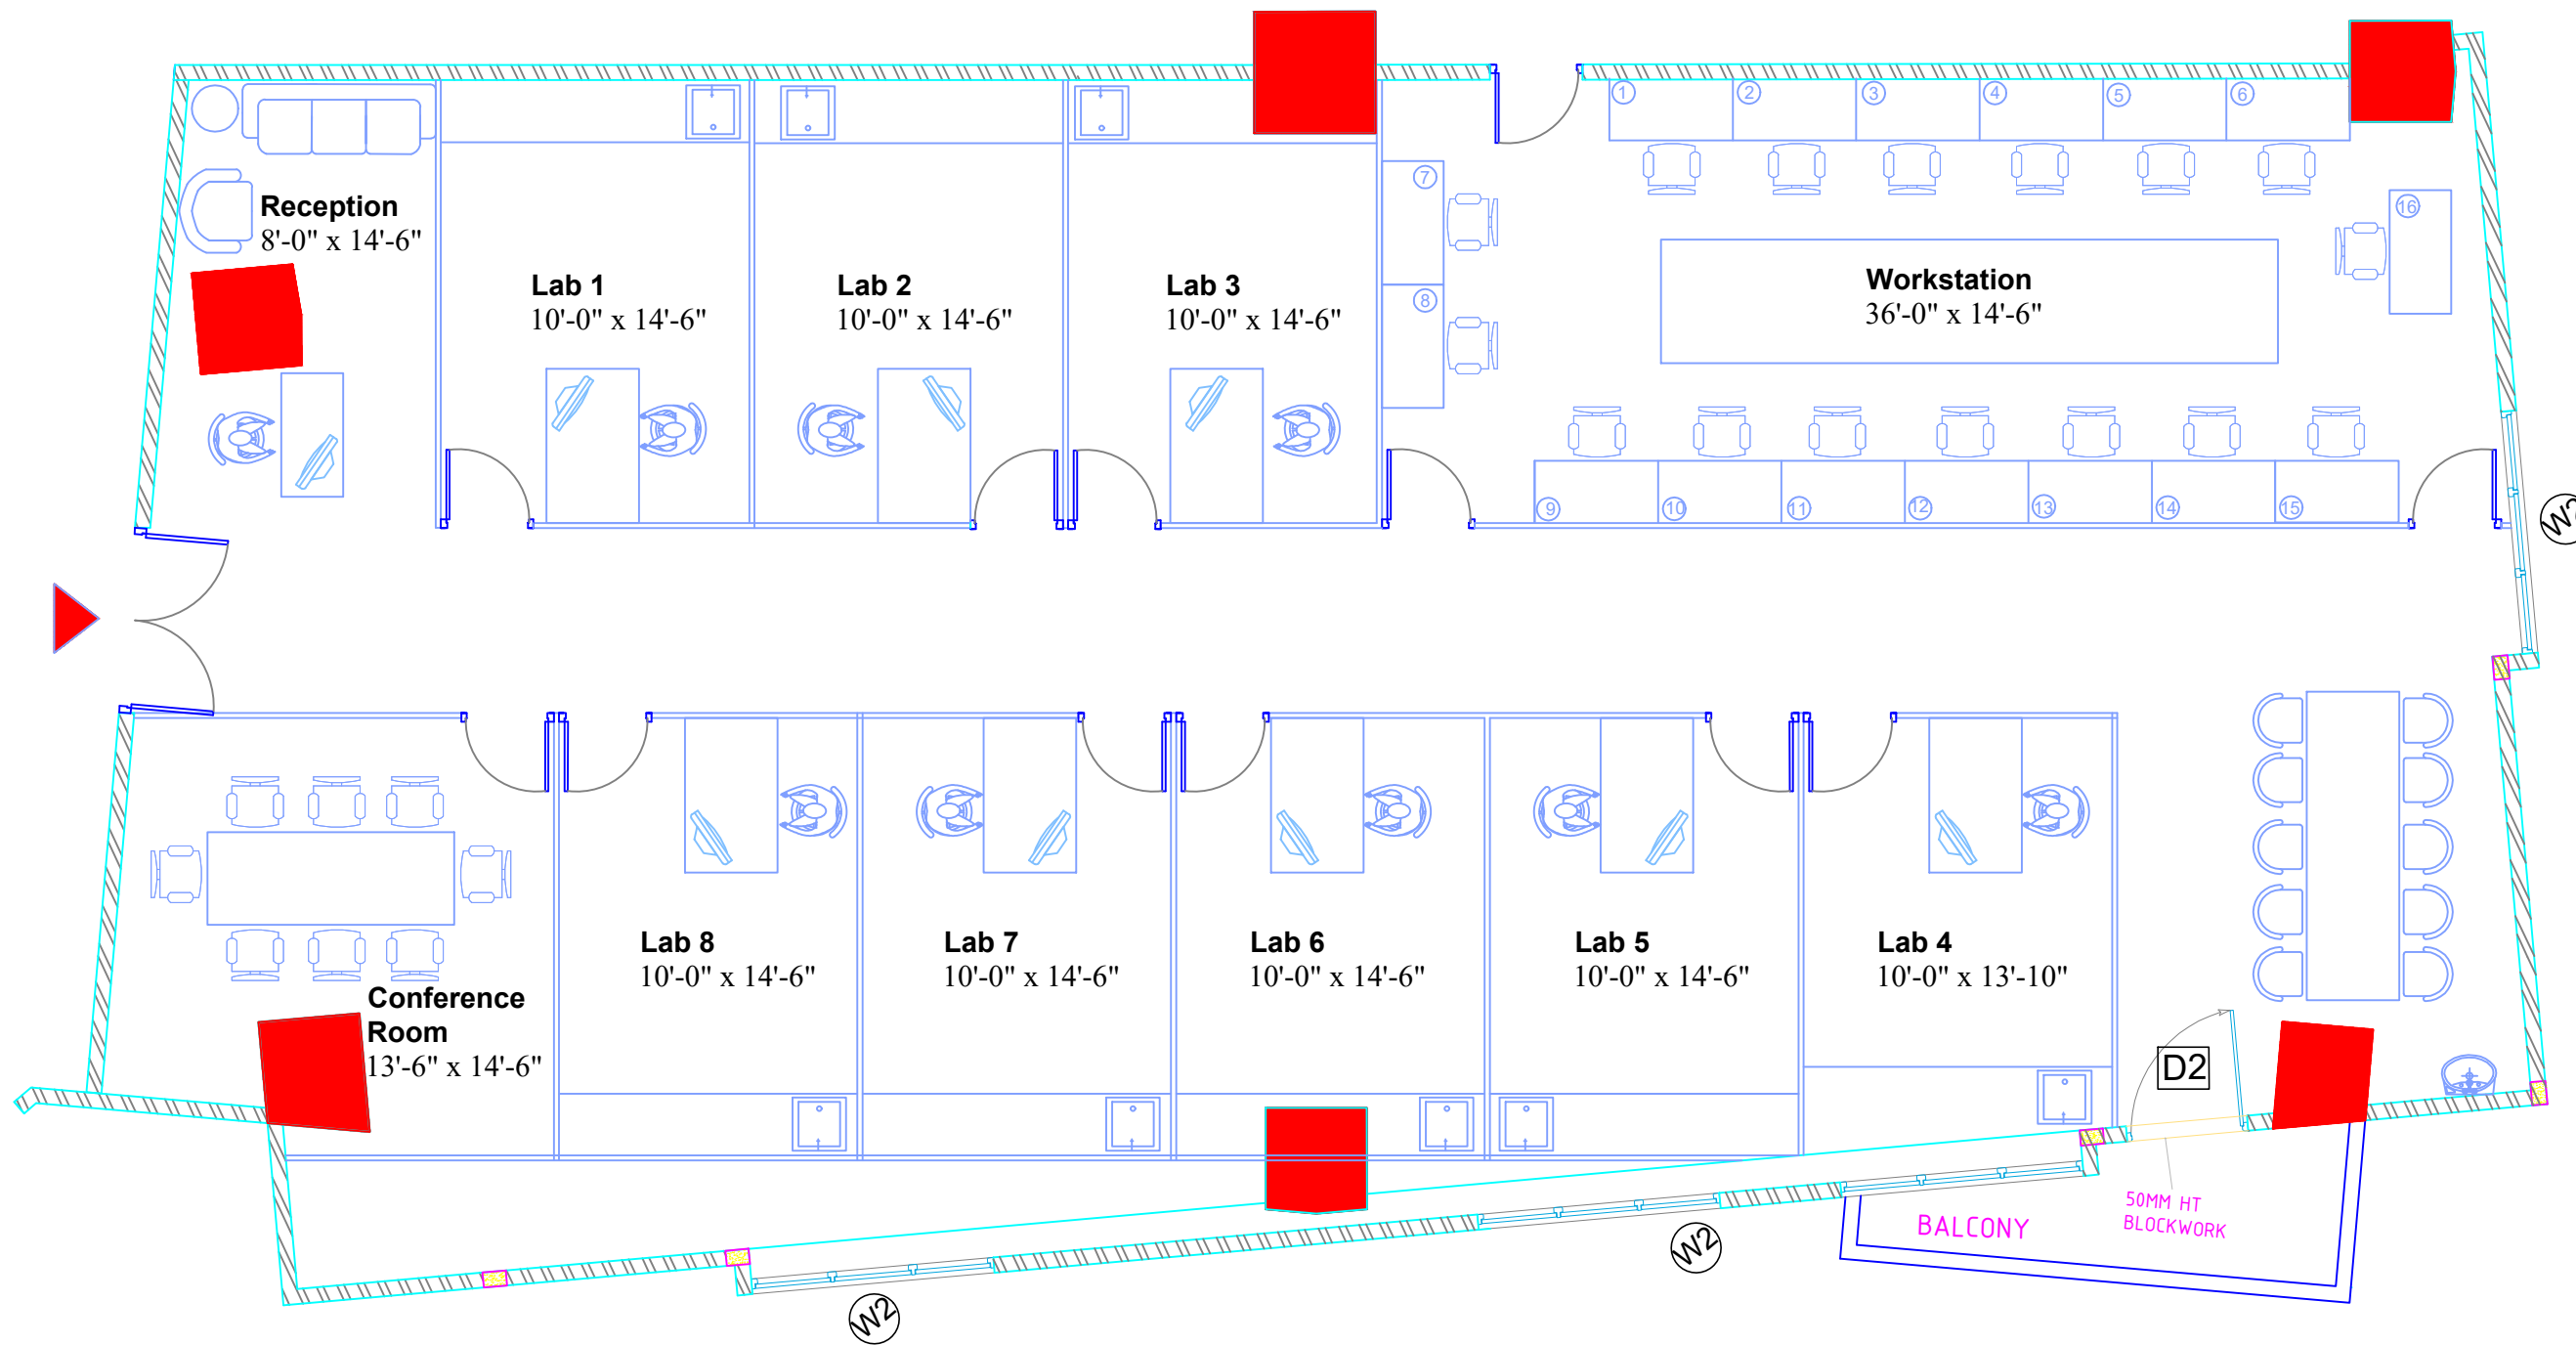 1
2
3
4
5
6
7
8
16
Reception
8'-0" x 14'-6"
Lab 1
10'-0" x 14'-6"
Lab 2
10'-0" x 14'-6"
Lab 3
10'-0" x 14'-6"
Workstation
36'-0" x 14'-6"
9
10
11
12
13
14
15
W2
Lab 8
10'-0" x 14'-6"
Lab 7
10'-0" x 14'-6"
Lab 6
10'-0" x 14'-6"
Lab 5
10'-0" x 14'-6"
Lab 4
10'-0" x 13'-10"
Conference
Room
13'-6" x 14'-6"
D2
50MM HT
BLOCKWORK
BALCONY
W2
W2